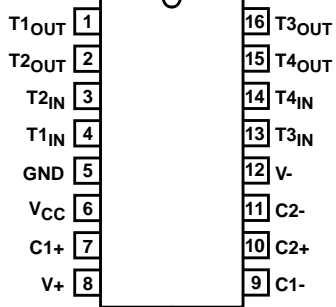 T1OUT 1 16 T3OUT
T2OUT 2 15 T4OUT
T2IN 3 14 T4IN
T1IN 4 13 T3IN
GND 5 12 V-
VCC 6 11 C2-
C1+ 7 10 C2+
V+ 8 9 C1-